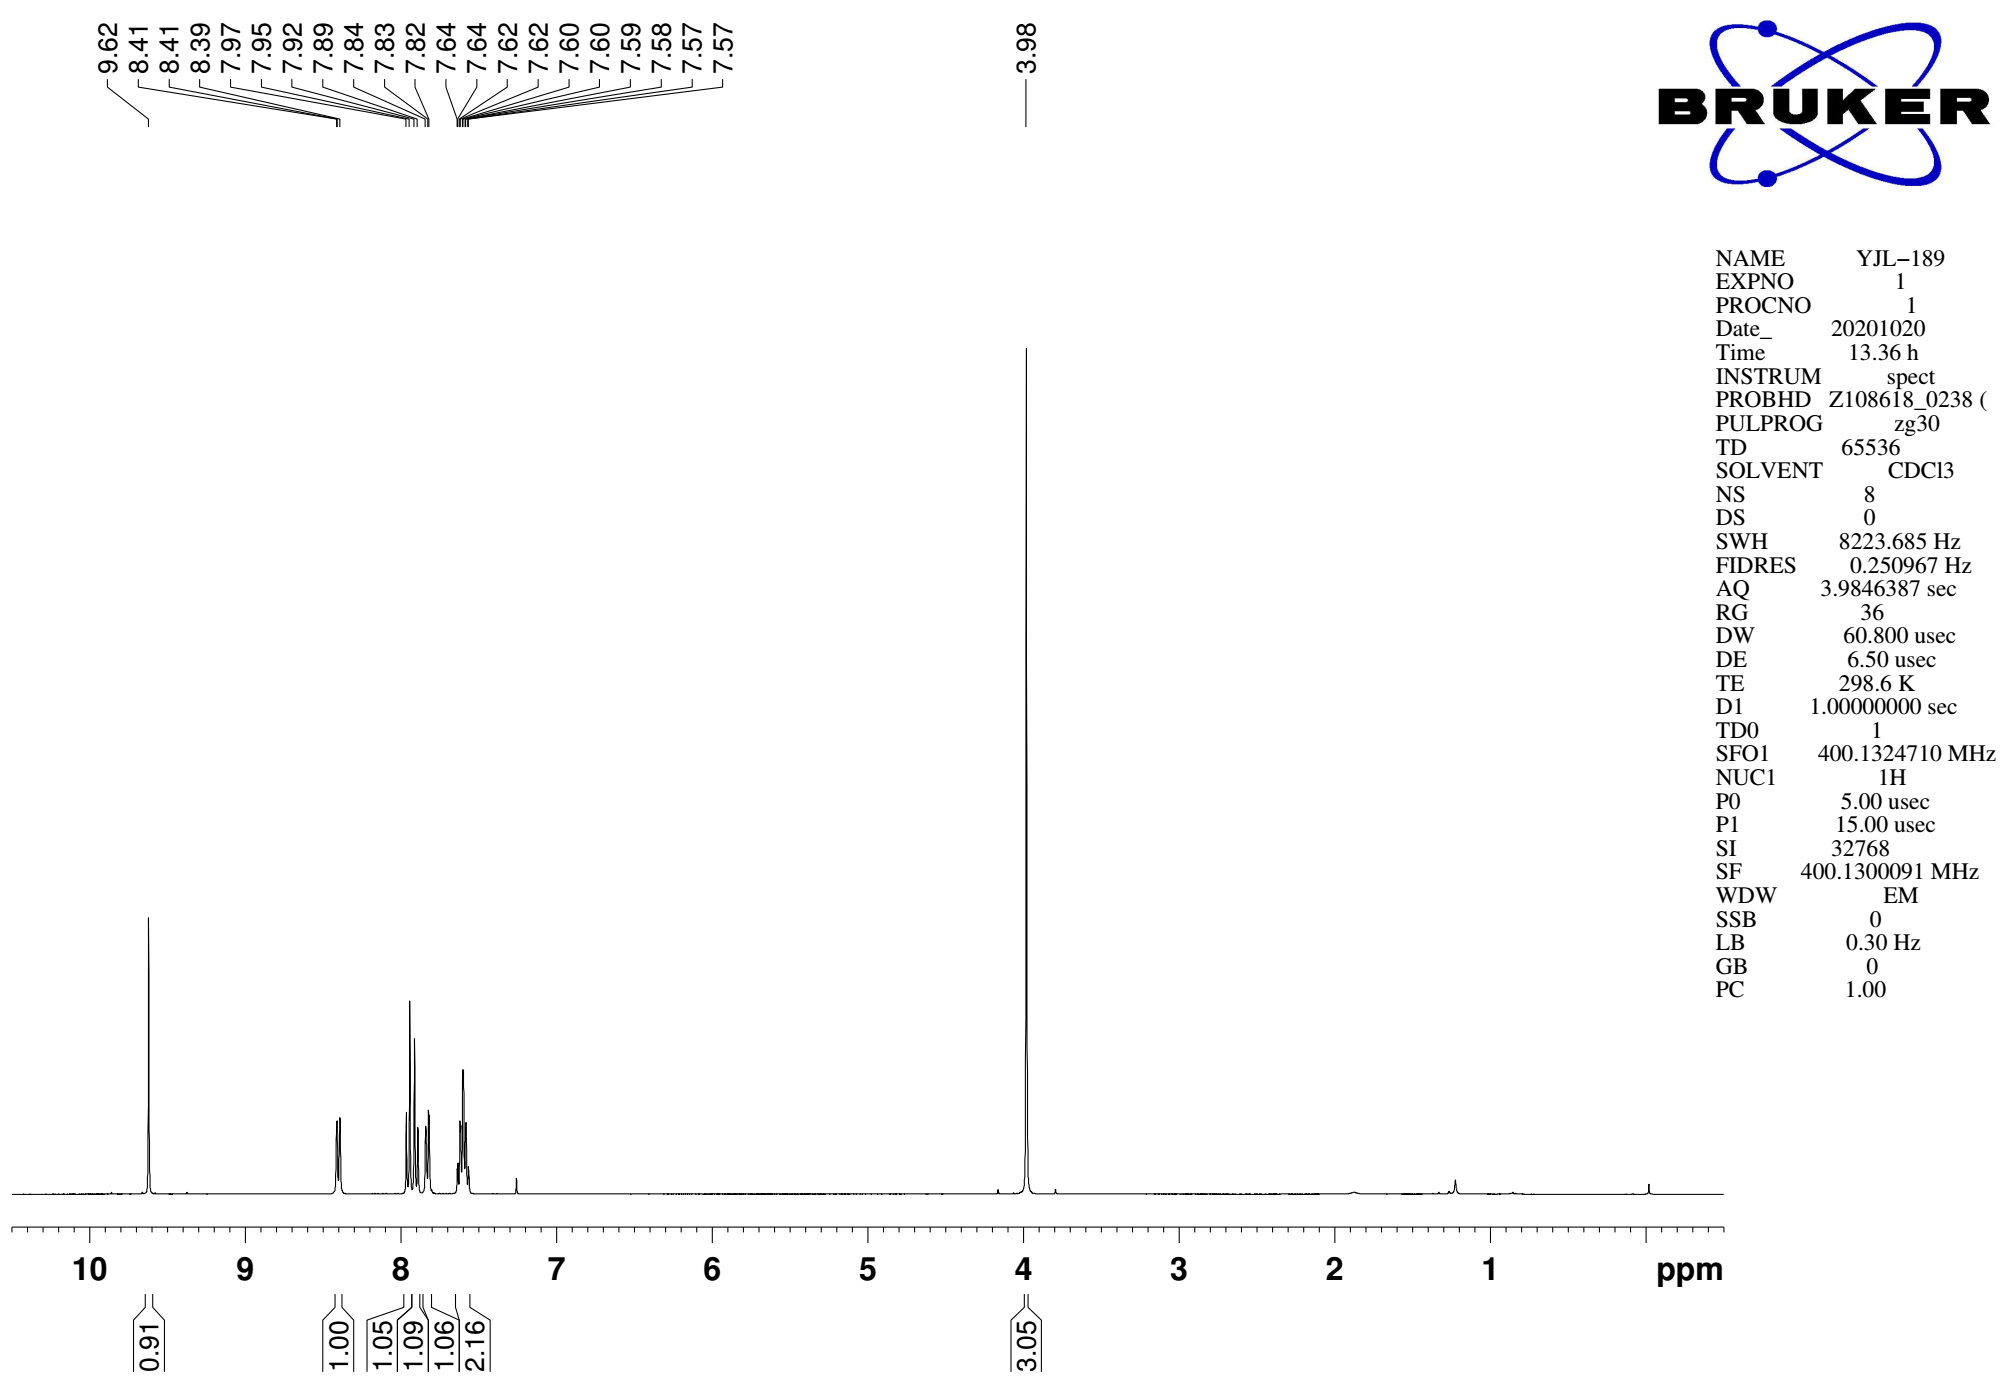 9.62
8.41
8.41
8.39
7.97
7.95
7.92
7.89
7.84
7.83
7.82
7.64
7.64
7.62
7.62
7.60
7.60
7.59
7.58
7.57
7.57
3.98
BRUKER
NAME YJL-189
EXPNO 1
PROCNO 1
Date_ 20201020
Time 13.36 h
INSTRUM spect
PROBHD Z108618_0238 (
PULPROG zg30
TD 65536
SOLVENT CDCl3
NS 8
DS 0
SWH 8223.685 Hz
FIDRES 0.250967 Hz
AQ 3.9846387 sec
RG 36
DW 60.800 usec
DE 6.50 usec
TE 298.6 K
D1 1.00000000 sec
TD0 1
SFO1 400.1324710 MHz
NUC1 1H
P0 5.00 usec
P1 15.00 usec
SI 32768
SF 400.1300091 MHz
WDW EM
SSB 0
LB 0.30 Hz
GB 0
PC 1.00
10 9 8 7 6 5 4 3 2 1 ppm
0.91
1.00
1.05
1.09
1.06
2.16
3.05